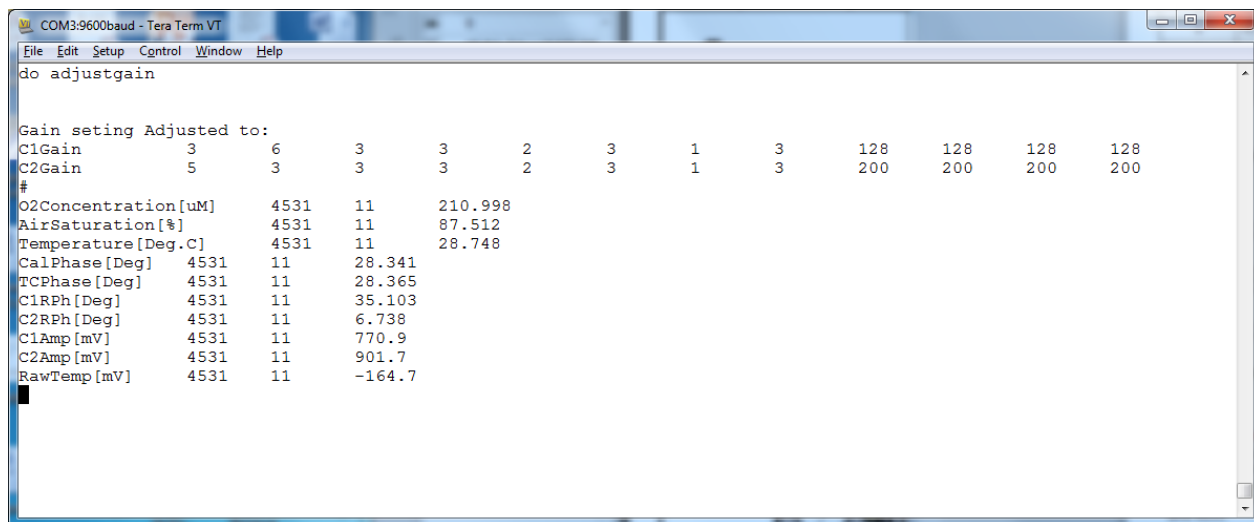 COM3:9600baud - Tera Term VT
File Edit Setup Control Window Help
do adjustgain
Gain seting Adjusted to:
C1Gain 3 6 3 3 2 3 1 3 128 128 128 128
C2Gain 5 3 3 3 2 3 1 3 200 200 200 200
#
O2Concentration[uM] 4531 11 210.998
AirSaturation[%] 4531 11 87.512
Temperature[Deg.C] 4531 11 28.748
CalPhase[Deg] 4531 11 28.341
TCPhase[Deg] 4531 11 28.365
C1RPh[Deg] 4531 11 35.103
C2RPh[Deg] 4531 11 6.738
C1Amp[mV] 4531 11 770.9
C2Amp[mV] 4531 11 901.7
RawTemp[mV] 4531 11 -164.7